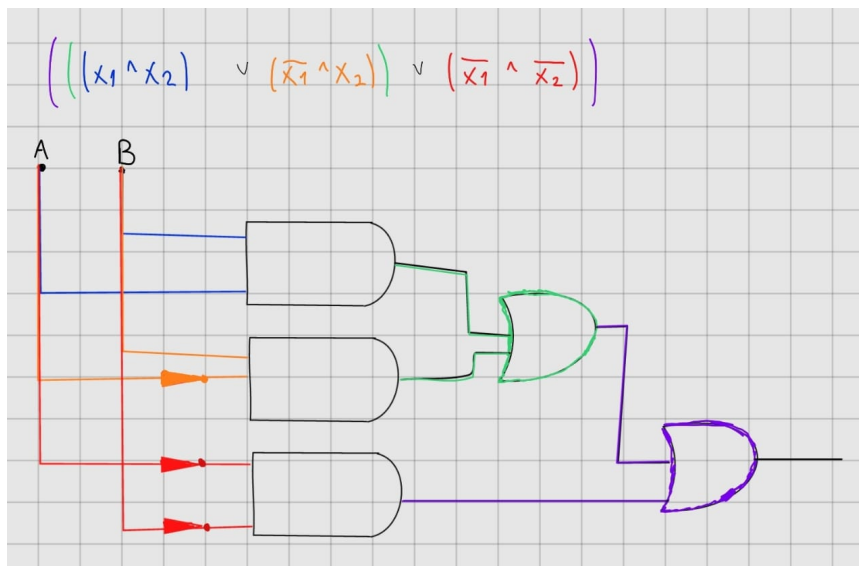 (((x1 ^ x2) v (x̅1̅ ^ x2)) v (x̅1̅ ^ x̅2̅))
A B